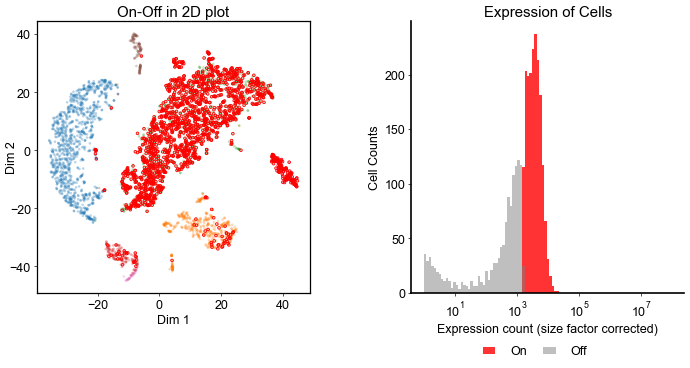 On-Off in 2D plot
40
20
0
−20
−40
Dim 2
−20 0 20 40
Dim 1
Expression of Cells
200
150
100
50
0
Cell Counts
10^1 10^3 10^5 10^7
Expression count (size factor corrected)
On Off